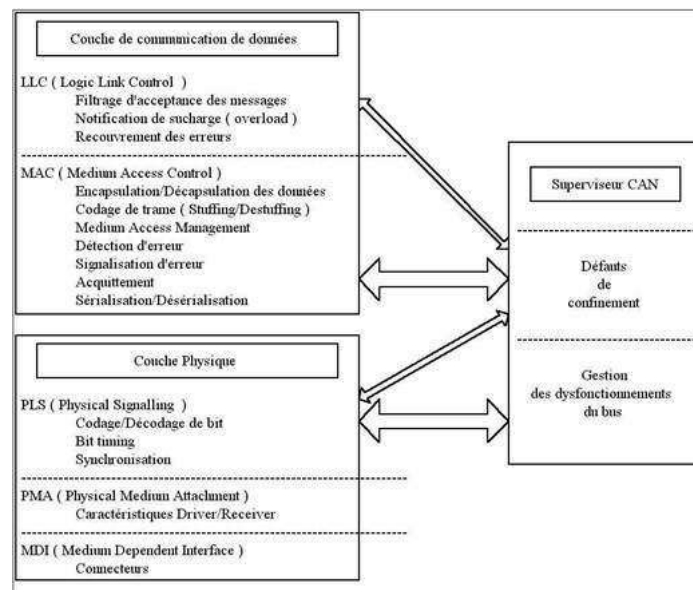 Couche de communication de données
LLC ( Logic Link Control )
Filtrage d'acceptance des messages
Notification de sucharge ( overload )
Recouvrement des erreurs
MAC ( Medium Access Control )
Encapsulation/Décapsulation des données
Codage de trame ( Stuffing/Destuffing )
Medium Access Management
Détection d'erreur
Signalisation d'erreur
Acquittement
Sérialisation/Désérialisation
Couche Physique
PLS ( Physical Signalling )
Codage/Décodage de bit
Bit timing
Synchronisation
PMA ( Physical Medium Attachment )
Caractéristiques Driver/Receiver
MDI ( Medium Dependent Interface )
Connecteurs
Superviseur CAN
Défauts
de
confinement
Gestion
des dysfonctionnements
du bus